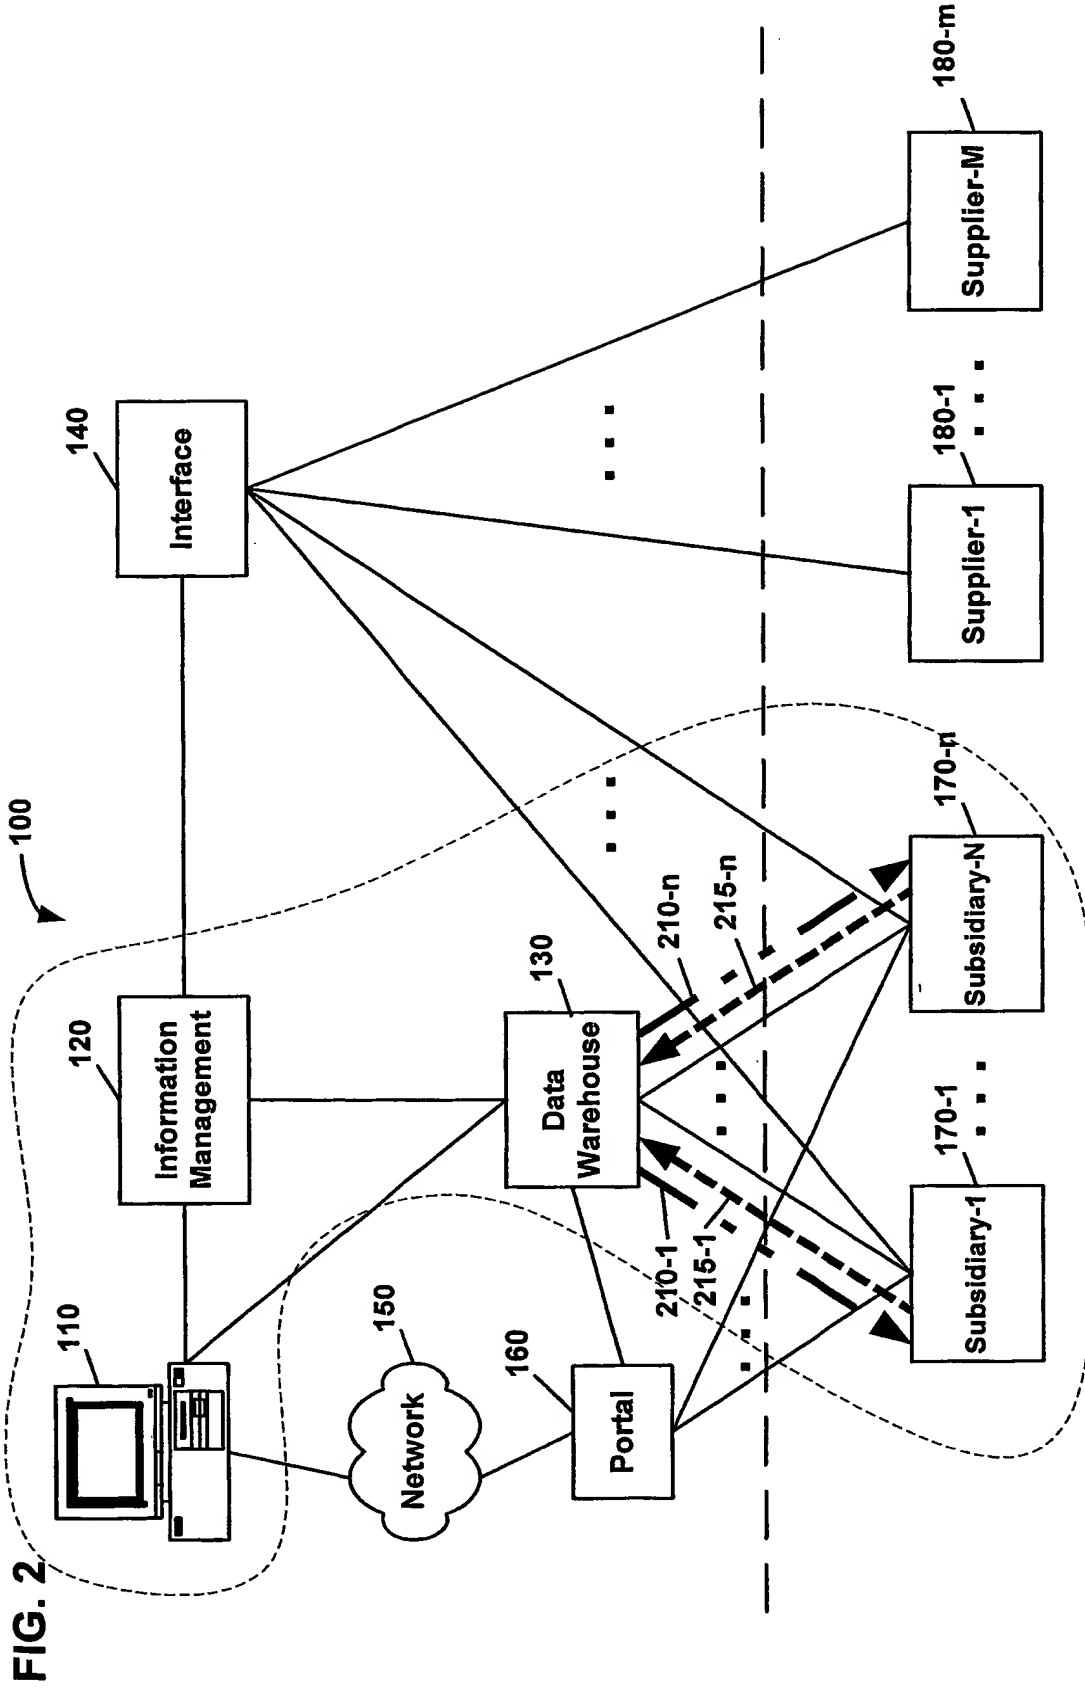 FIG. 2
100
110
120
140
Information
Management
Interface
150
Network
130
Data
Warehouse
160
Portal
210-1
215-1
210-n
215-n
170-1
Subsidiary-1
170-n
Subsidiary-N
180-1
Supplier-1
180-m
Supplier-M